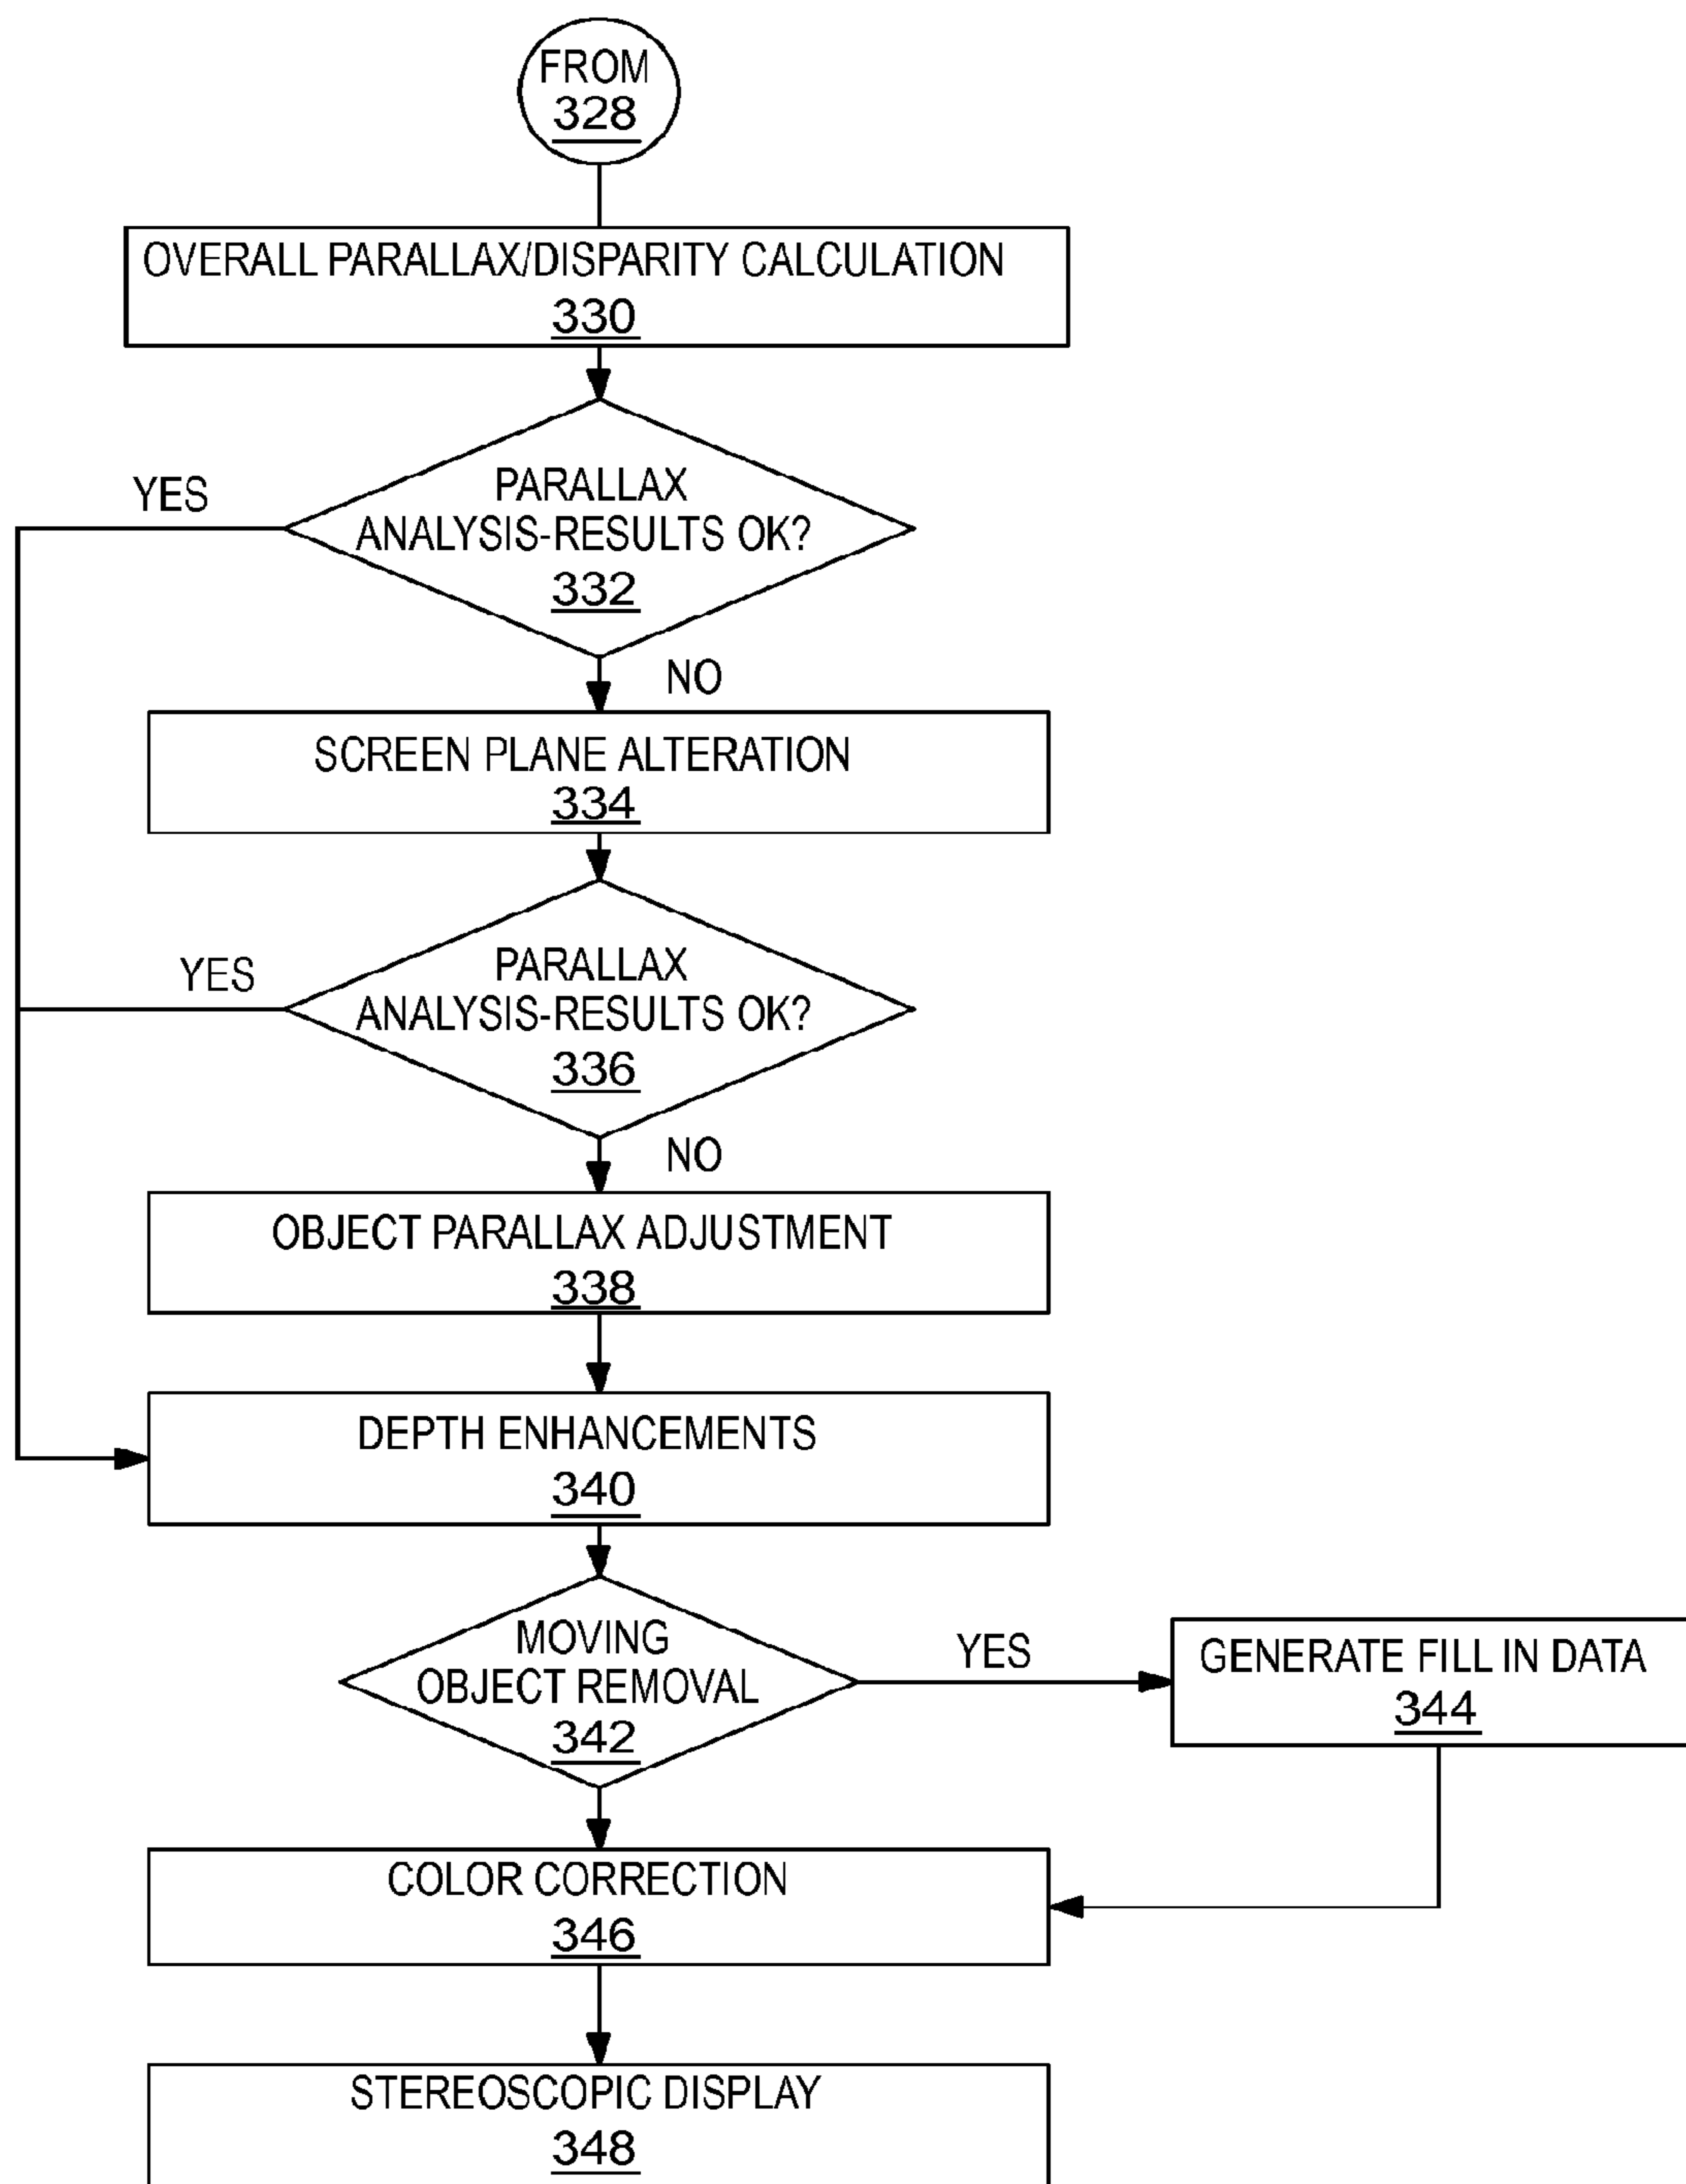 FROM
328
OVERALL PARALLAX/DISPARITY CALCULATION
330
PARALLAX
ANALYSIS-RESULTS OK?
332
YES
NO
SCREEN PLANE ALTERATION
334
PARALLAX
ANALYSIS-RESULTS OK?
336
YES
NO
OBJECT PARALLAX ADJUSTMENT
338
DEPTH ENHANCEMENTS
340
MOVING
OBJECT REMOVAL
342
YES
GENERATE FILL IN DATA
344
COLOR CORRECTION
346
STEREOSCOPIC DISPLAY
348